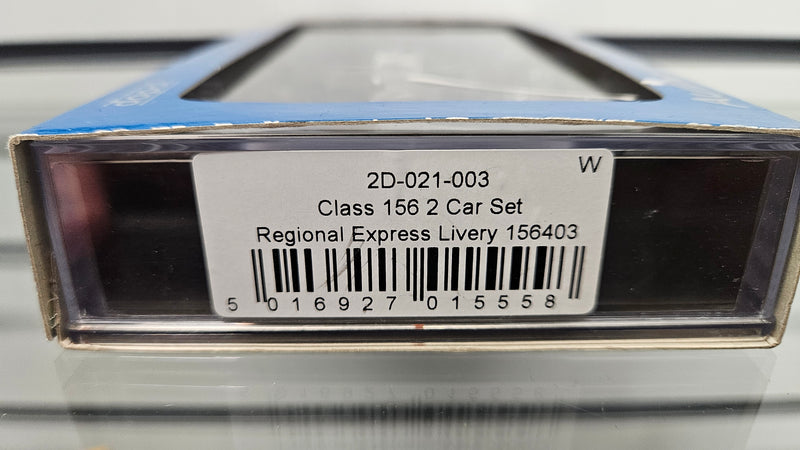 W
2D-021-003
Class 156 2 Car Set
Regional Express Livery 156403
5 016927 015558